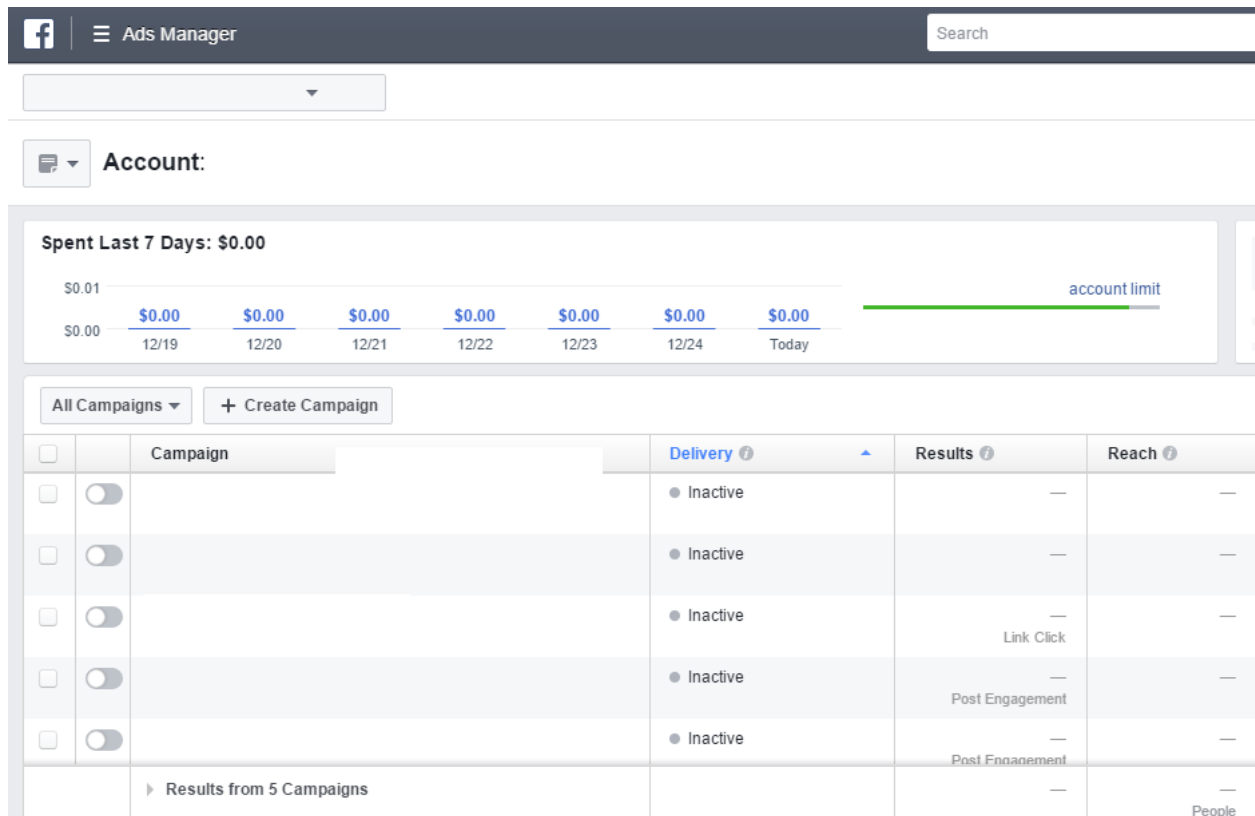 f Ads Manager Search
Account:
Spent Last 7 Days: $0.00
$0.01
account limit
$0.00 $0.00 $0.00 $0.00 $0.00 $0.00 $0.00
$0.00
12/19 12/20 12/21 12/22 12/23 12/24 Today
All Campaigns + Create Campaign
Campaign Delivery i Results i Reach i
Inactive — —
Inactive — —
Inactive — —
Link Click
Inactive — —
Post Engagement
Inactive — —
Post Engagement
Results from 5 Campaigns — —
People